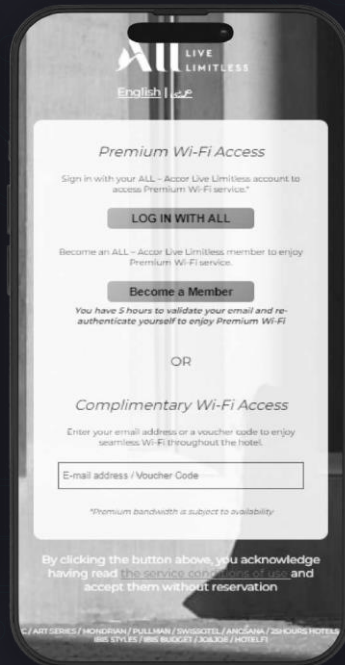 ALL LIVE
LIMITLESS
English | عربي
Premium Wi-Fi Access
Sign in with your ALL – Accor Live Limitless account to
access Premium Wi-Fi service.*
LOG IN WITH ALL
Become an ALL – Accor Live Limitless member to enjoy
Premium Wi-Fi service.
Become a Member
You have 5 hours to validate your email and re-
authenticate yourself to enjoy Premium Wi-Fi
OR
Complimentary Wi-Fi Access
Enter your email address or a voucher code to enjoy
seamless Wi-Fi throughout the hotel.
E-mail address / Voucher Code
*Premium bandwidth is subject to availability
By clicking the button above, you acknowledge
having read the service conditions of use and
accept them without reservation
C / ART SERIES / MONDRIAN / PULLMAN / SWISSOTEL / ANGSANA / 25HOURS HOTELS
IBIS STYLES / IBIS BUDGET / JO&JOE / HOTELF1